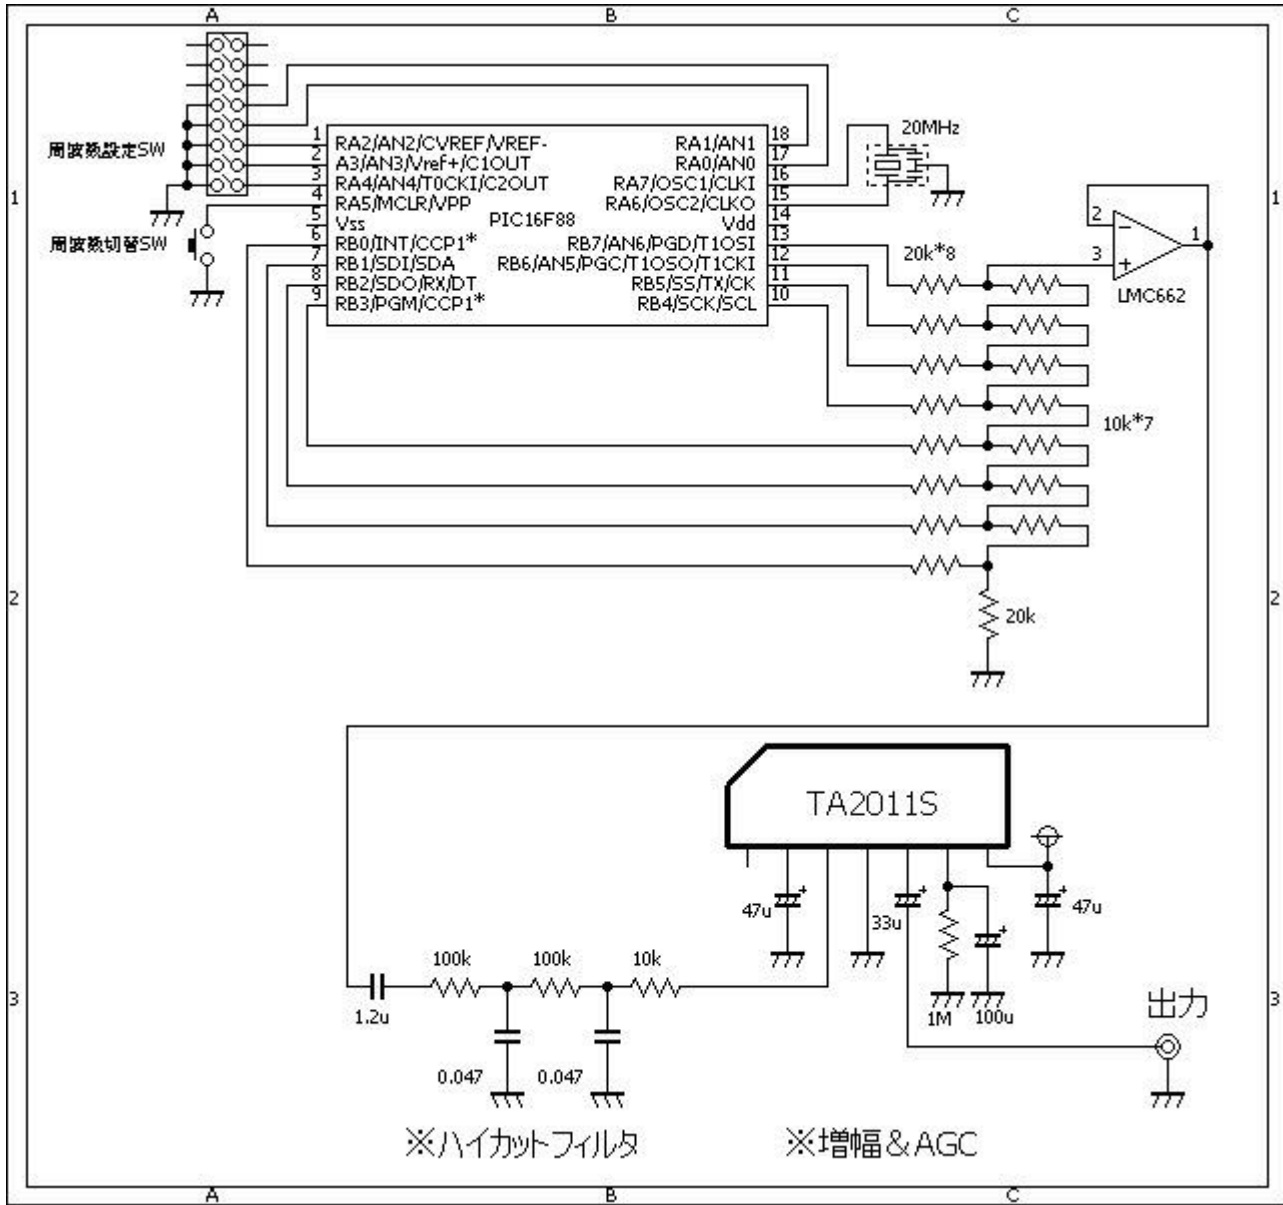 A B C
周波数設定SW
周波数切替SW
1
2
3
4
5
6
7
8
9
RA2/AN2/CVREF/VREF-
A3/AN3/Vref+/C1OUT
RA4/AN4/T0CKI/C2OUT
RA5/MCLR/VPP
Vss
RB0/INT/CCP1*
RB1/SDI/SDA
RB2/SDO/RX/DT
RB3/PGM/CCP1*
PIC16F88
RA1/AN1
RA0/AN0
RA7/OSC1/CLKI
RA6/OSC2/CLKO
Vdd
RB7/AN6/PGD/T1OSI
RB6/AN5/PGC/T1OSO/T1CKI
RB5/SS/TX/CK
RB4/SCK/SCL
18
17
16
15
14
13
12
11
10
20MHz
20k*8
2
3
1
-
+
LMC662
10k*7
20k
1 1
2 2
TA2011S
47u
+
33u
+
+
47u
+
1M
100u
100k
100k
10k
1.2u
0.047
0.047
3 3
出力
※ハイカットフィルタ
※増幅&AGC
A B C